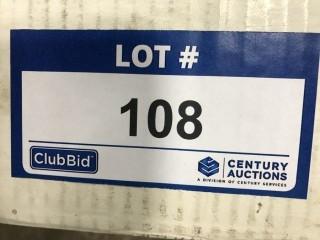 LOT #
108
ClubBid
CENTURY
AUCTIONS
A DIVISION OF CENTURY SERVICES